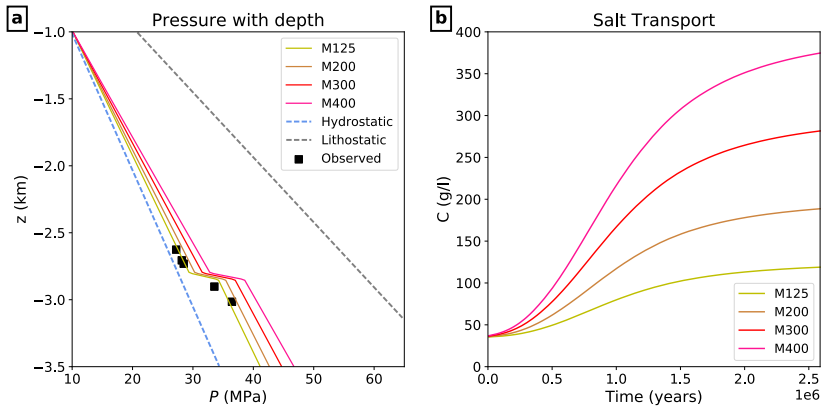 a
Pressure with depth
−1.0
−1.5
−2.0
−2.5
−3.0
−3.5
z (km)
10
20
30
40
50
60
P (MPa)
M125
M200
M300
M400
Hydrostatic
Lithostatic
Observed
b
Salt Transport
400
350
300
250
200
150
100
50
0
C (g/l)
0.0
0.5
1.0
1.5
2.0
2.5
1e6
Time (years)
M125
M200
M300
M400